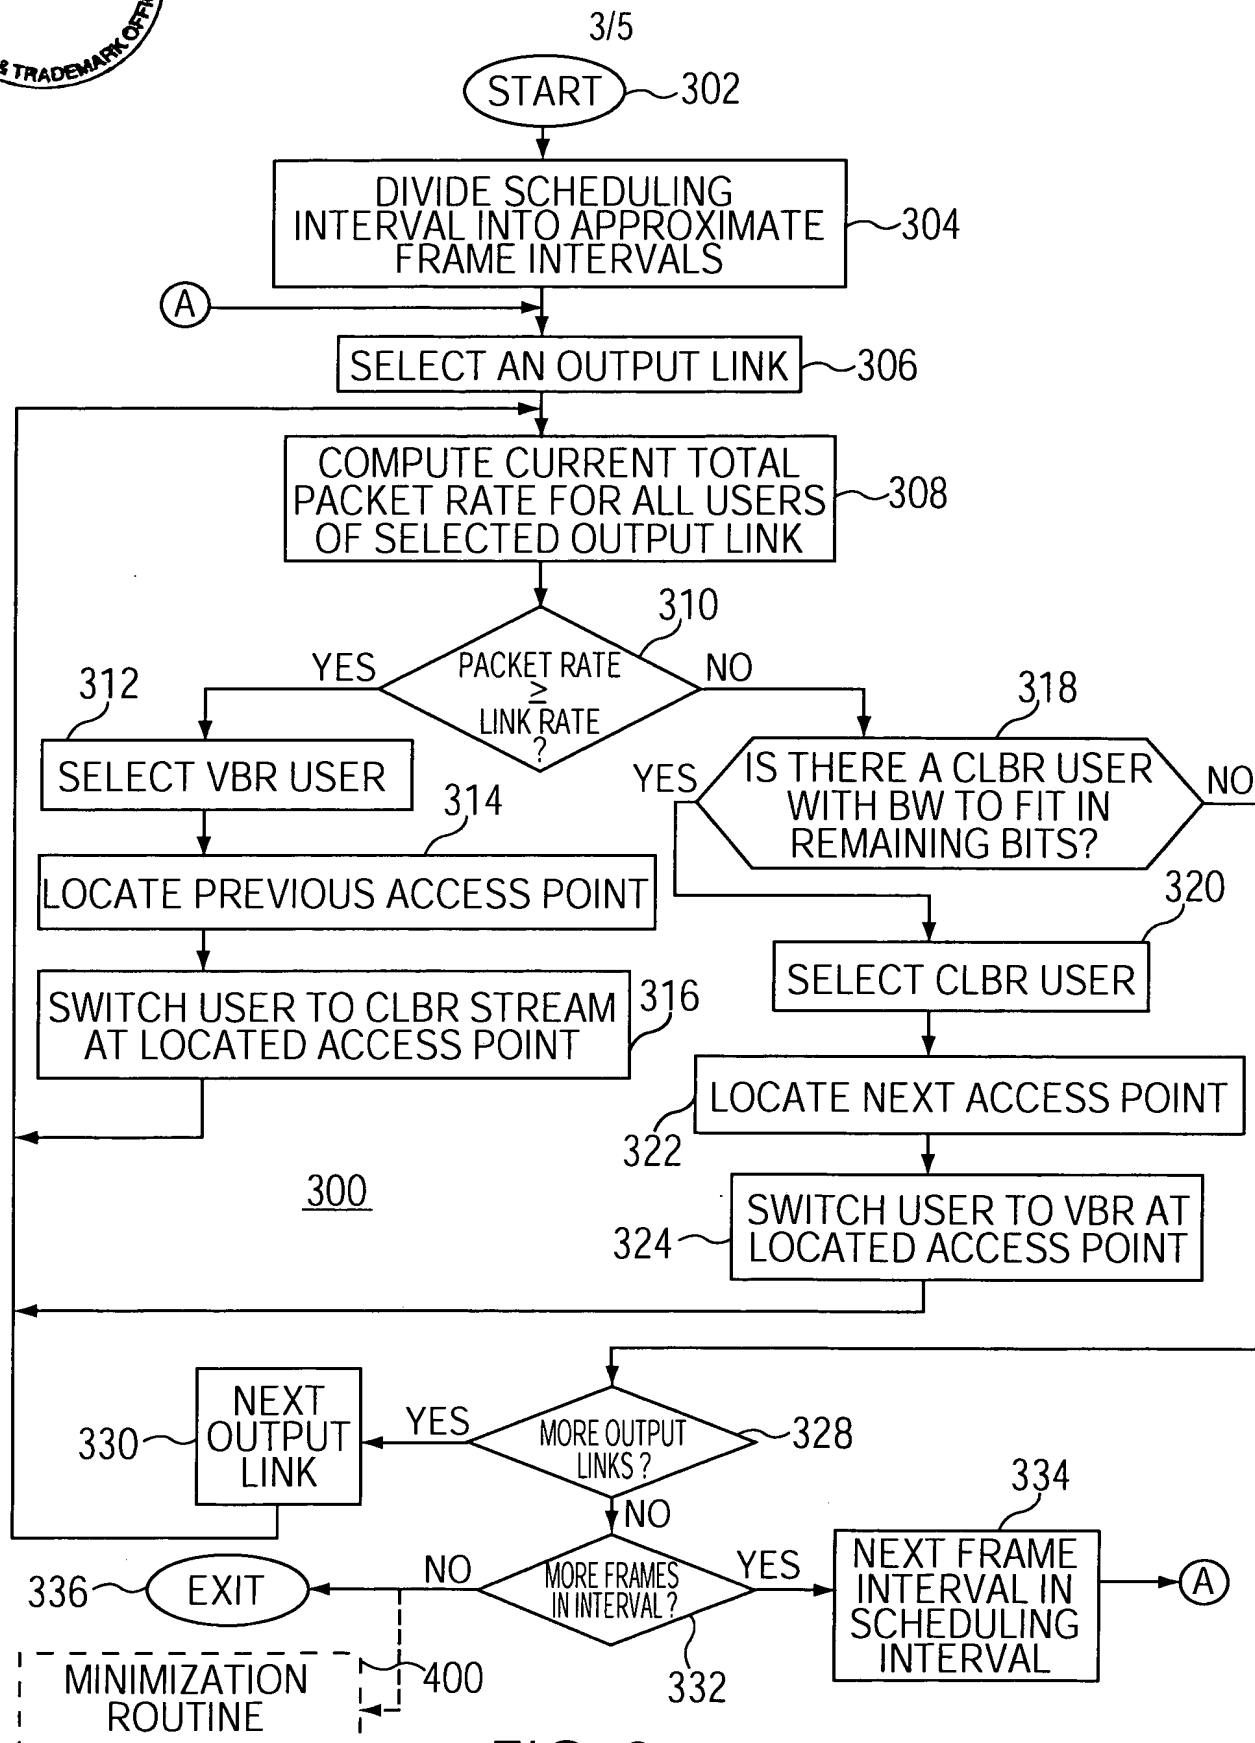 & TRADEMARK OFFI
3/5
START
302
DIVIDE SCHEDULING
INTERVAL INTO APPROXIMATE
FRAME INTERVALS
304
A
SELECT AN OUTPUT LINK
306
COMPUTE CURRENT TOTAL
PACKET RATE FOR ALL USERS
OF SELECTED OUTPUT LINK
308
310
PACKET RATE
≥
LINK RATE
?
YES
NO
312
SELECT VBR USER
314
LOCATE PREVIOUS ACCESS POINT
SWITCH USER TO CLBR STREAM
AT LOCATED ACCESS POINT
316
318
IS THERE A CLBR USER
WITH BW TO FIT IN
REMAINING BITS?
YES
NO
320
SELECT CLBR USER
LOCATE NEXT ACCESS POINT
322
SWITCH USER TO VBR AT
LOCATED ACCESS POINT
324
300
MORE OUTPUT
LINKS ?
328
YES
NEXT
OUTPUT
LINK
330
NO
MORE FRAMES
IN INTERVAL ?
332
YES
334
NEXT FRAME
INTERVAL IN
SCHEDULING
INTERVAL
A
NO
EXIT
336
MINIMIZATION
ROUTINE
400